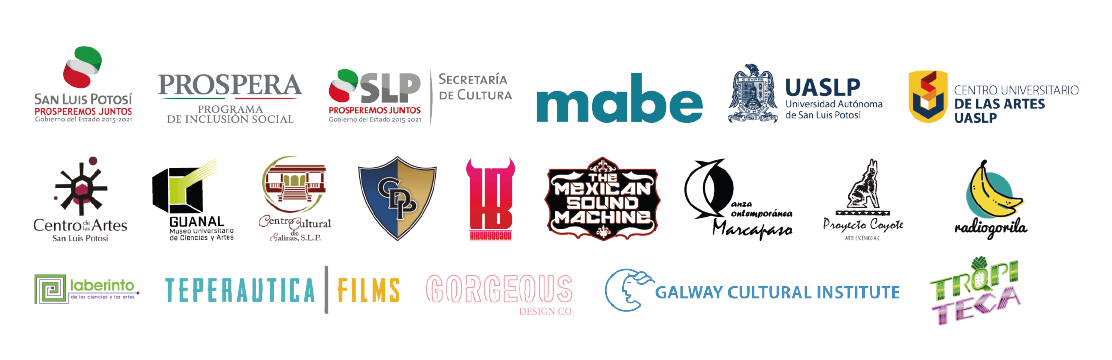 SAN LUIS POTOSÍ
PROSPEREMOS JUNTOS
Gobierno del Estado 2015-2021
PROSPERA
PROGRAMA
DE INCLUSIÓN SOCIAL
SLP
PROSPEREMOS JUNTOS
Gobierno del Estado 2015-2021
SECRETARÍA
DE CULTURA
mabe
UASLP
Universidad Autónoma
de San Luis Potosí
CENTRO UNIVERSITARIO
DE LAS ARTES
UASLP
Centro de las Artes
San Luis Potosí
GUANAL
Museo Universitario
de Ciencias y Artes
Centro Cultural
de
Salinas, S.L.P.
CDP
THE
MEXICAN
SOUND
MACHINE
Danza
Contemporánea
Marcapaso
Proyecto Coyote
ARTE ESCÉNICO A.C.
radiogorila
laberinto
de las ciencias y las artes
TEPERAUTICA FILMS
GORGEOUS
DESIGN CO.
GALWAY CULTURAL INSTITUTE
TROPI
TECA